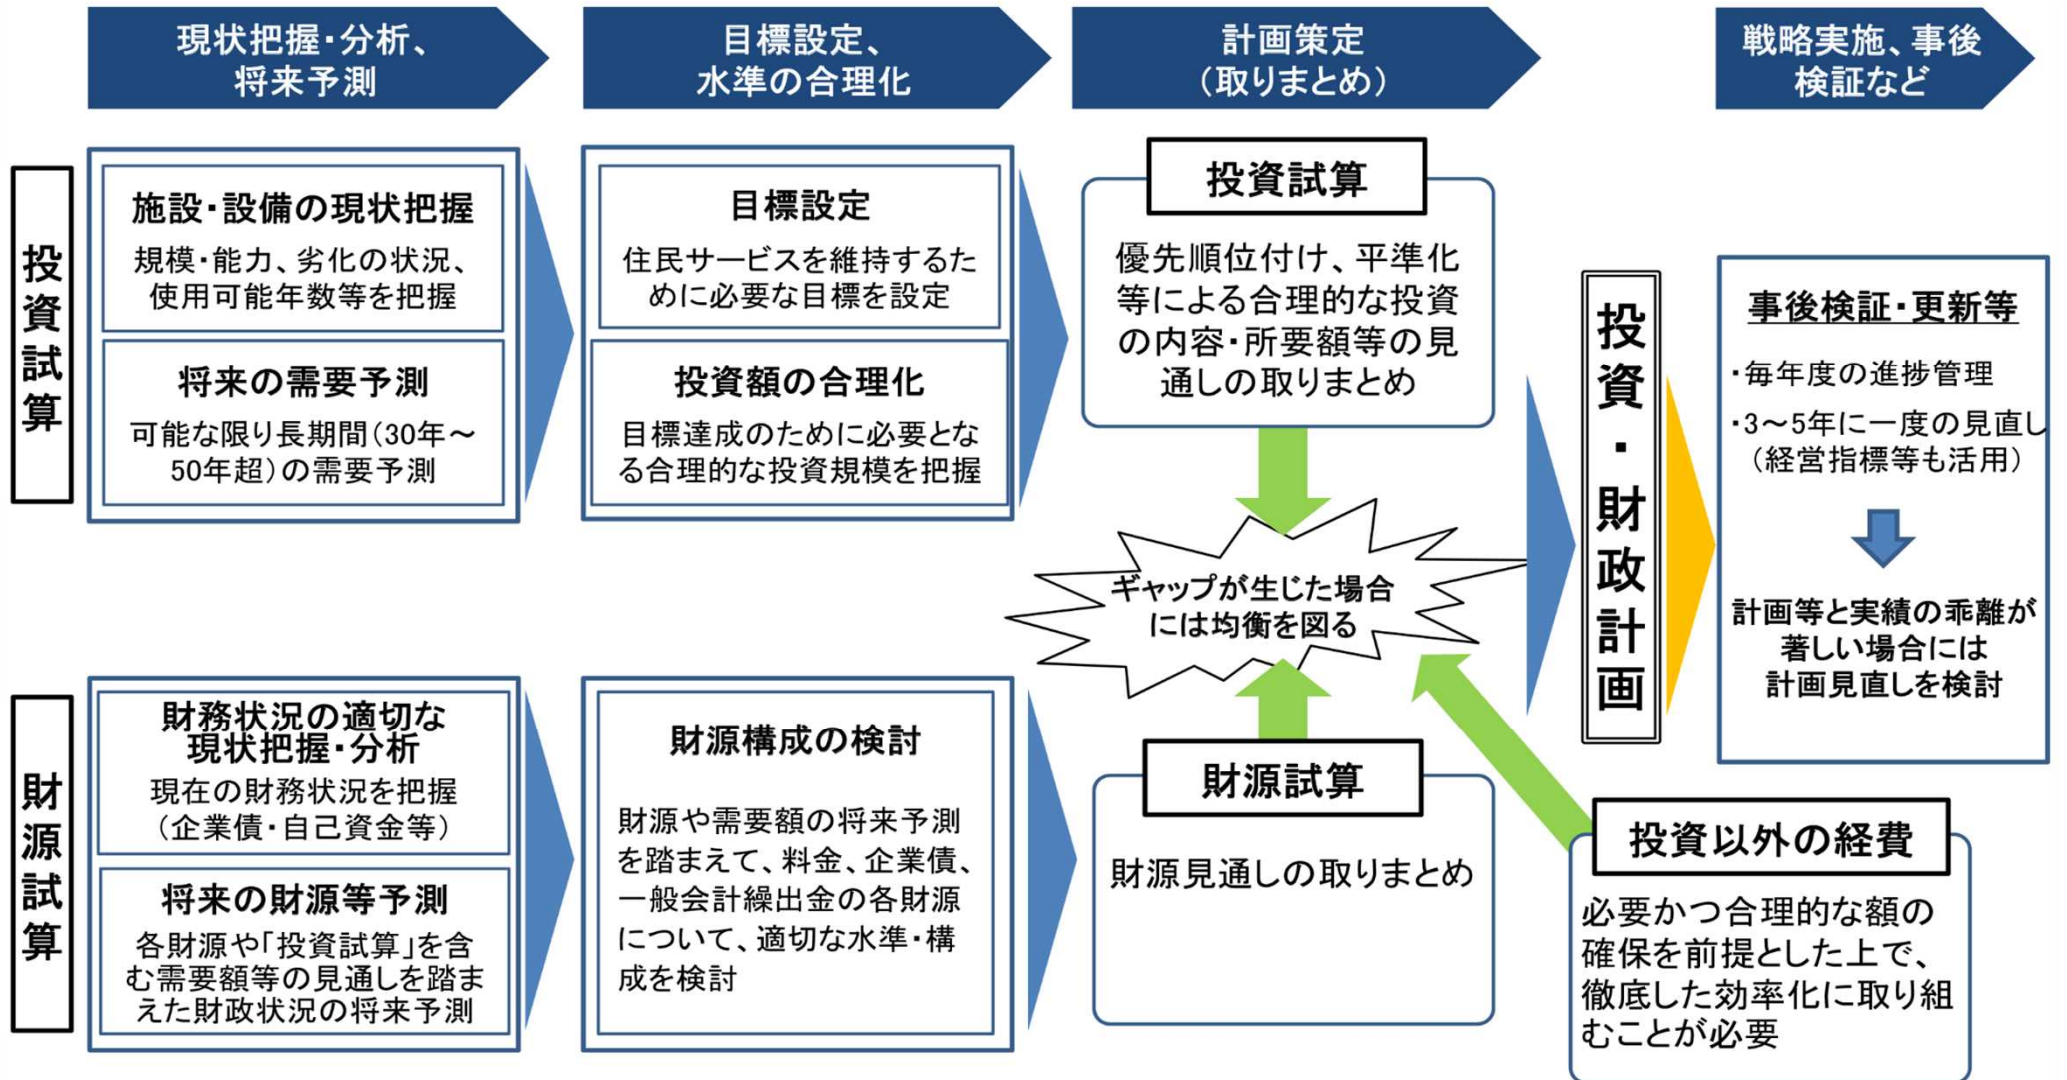 現状把握・分析、
将来予測
目標設定、
水準の合理化
計画策定
（取りまとめ）
戦略実施、事後
検証など
投資試算
施設・設備の現状把握
規模・能力、劣化の状況、
使用可能年数等を把握
将来の需要予測
可能な限り長期間（30年～
50年超）の需要予測
目標設定
住民サービスを維持するた
めに必要な目標を設定
投資額の合理化
目標達成のために必要とな
る合理的な投資規模を把握
投資試算
優先順位付け、平準化
等による合理的な投資
の内容・所要額等の見
通しの取りまとめ
ギャップが生じた場合
には均衡を図る
財源試算
財務状況の適切な
現状把握・分析
現在の財務状況を把握
（企業債・自己資金等）
将来の財源等予測
各財源や「投資試算」を含
む需要額等の見通しを踏ま
えた財政状況の将来予測
財源構成の検討
財源や需要額の将来予測
を踏まえて、料金、企業債、
一般会計繰出金の各財源
について、適切な水準・構
成を検討
財源試算
財源見通しの取りまとめ
投資・財政計画
事後検証・更新等
・毎年度の進捗管理
・3～5年に一度の見直し
（経営指標等も活用）
計画等と実績の乖離が
著しい場合には
計画見直しを検討
投資以外の経費
必要かつ合理的な額の
確保を前提とした上で、
徹底した効率化に取り組
むことが必要